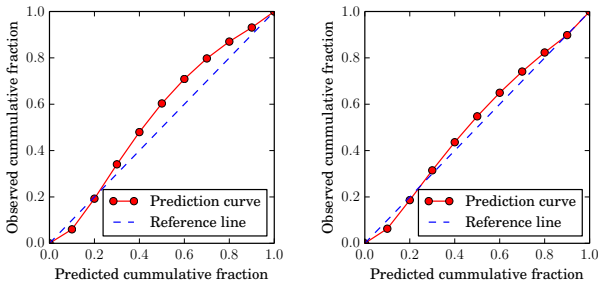 1.0
0.8
0.6
0.4
0.2
0.0
Observed cummulative fraction
Prediction curve
Reference line
0.0 0.2 0.4 0.6 0.8 1.0
Predicted cummulative fraction
1.0
0.8
0.6
0.4
0.2
0.0
Observed cummulative fraction
Prediction curve
Reference line
0.0 0.2 0.4 0.6 0.8 1.0
Predicted cummulative fraction